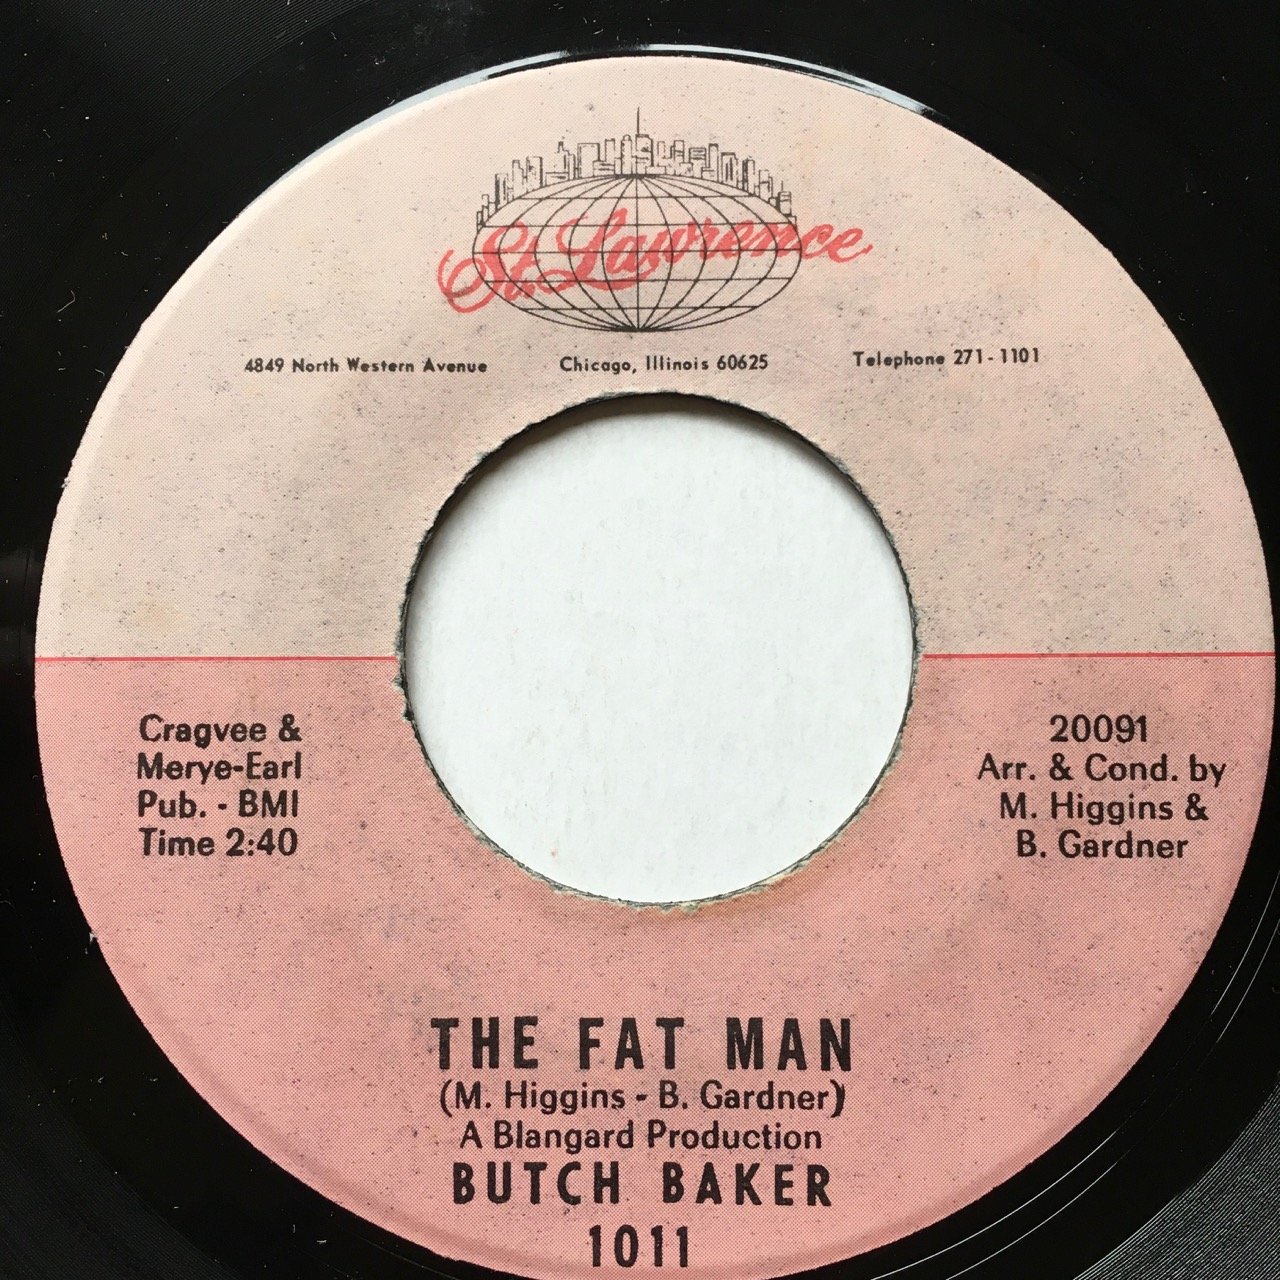 St. Lawrence
4849 North Western Avenue Chicago, Illinois 60625 Telephone 271-1101
Cragvee &
Merye-Earl
Pub. - BMI
Time 2:40
20091
Arr. & Cond. by
M. Higgins &
B. Gardner
THE FAT MAN
(M. Higgins - B. Gardner)
A Blangard Production
BUTCH BAKER
1011